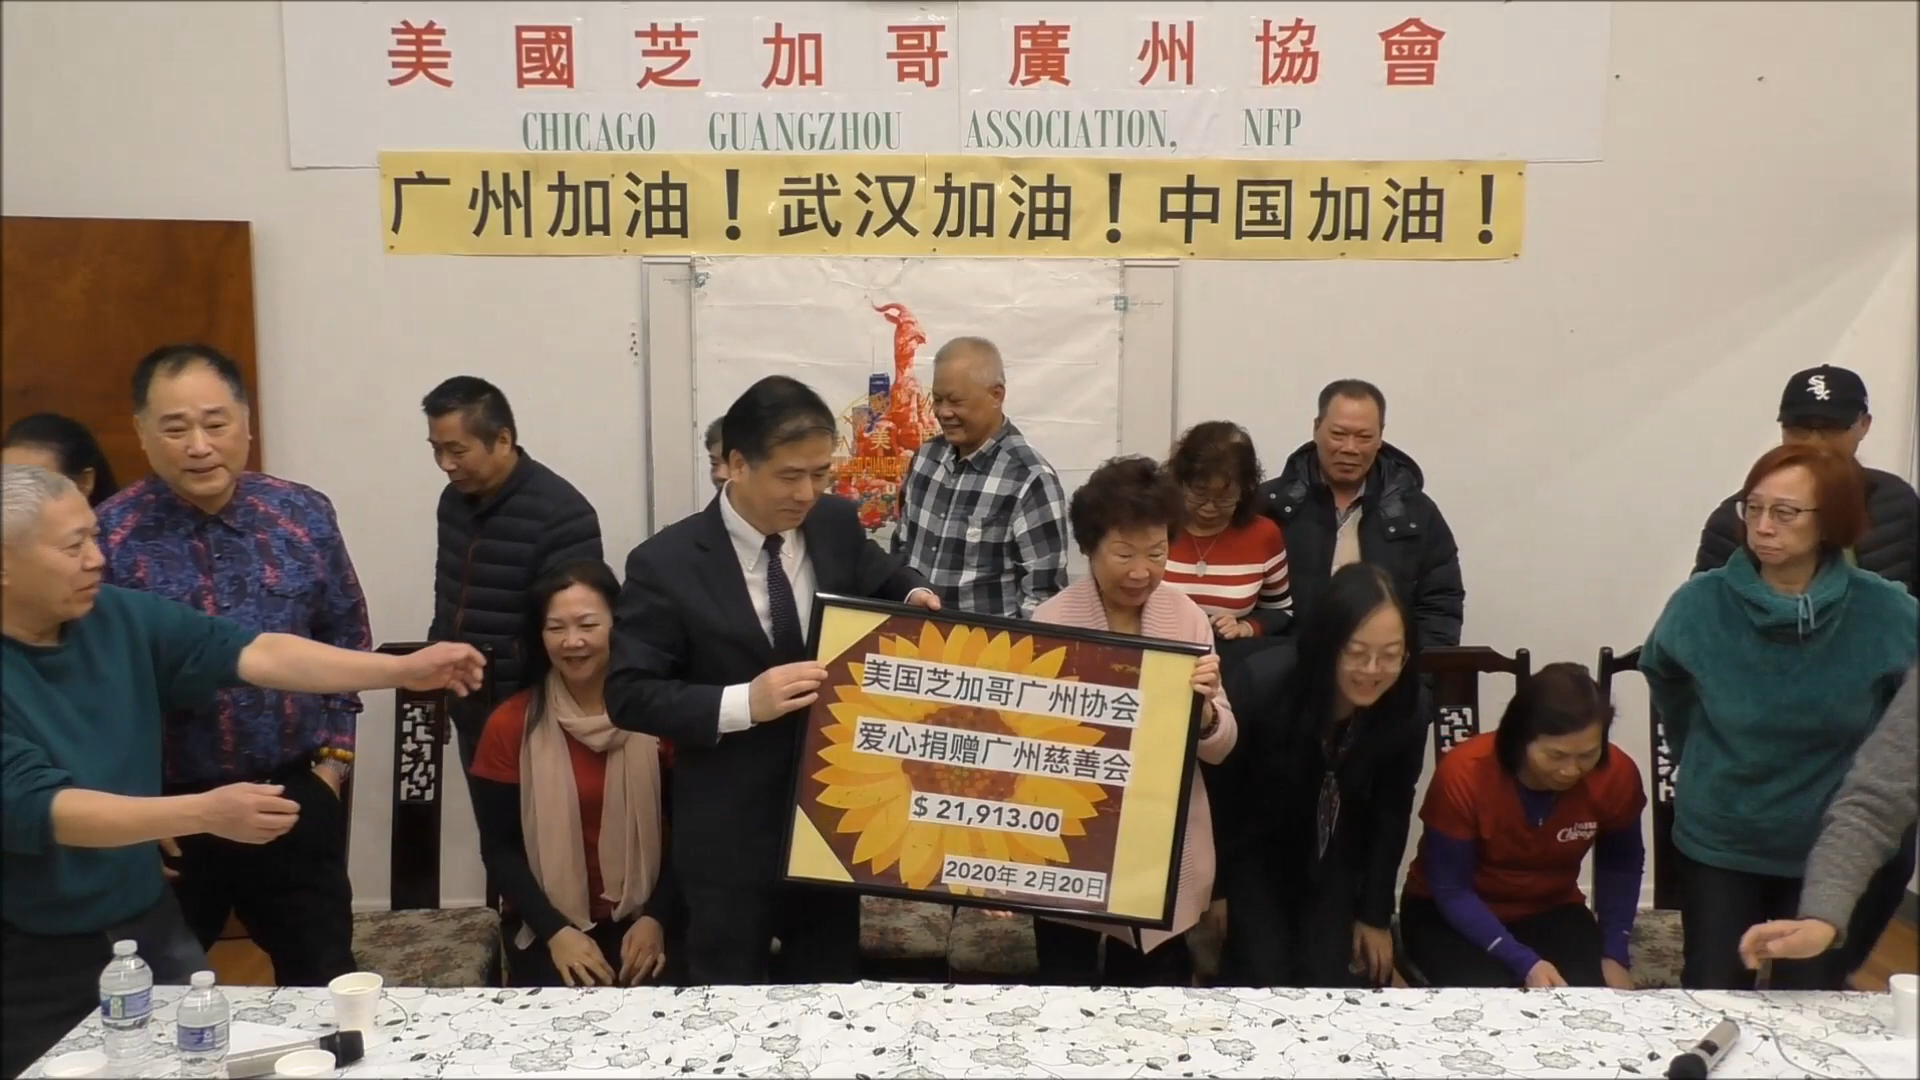 美國芝加哥廣州協會
CHICAGO GUANGZHOU ASSOCIATION, NFP
广州加油！武汉加油！中国加油！
美
Sox
美国芝加哥广州协会
爱心捐赠广州慈善会
$ 21,913.00
2020年 2月20日